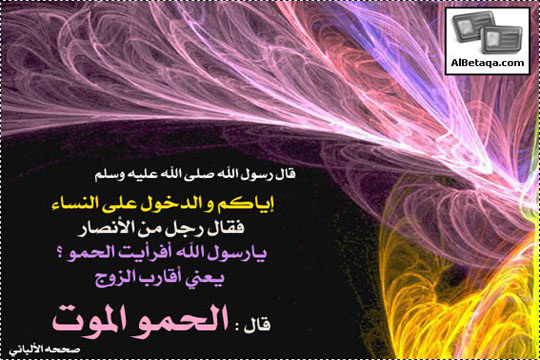 AlBetaqa.com
قال رسول الله صلى الله عليه وسلم
إياكم و الدخول على النساء
فقال رجل من الأنصار
يارسول الله أفرأيت الحمو ؟
يعني أقارب الزوج
قال : الحمو الموت
صححه الألباني